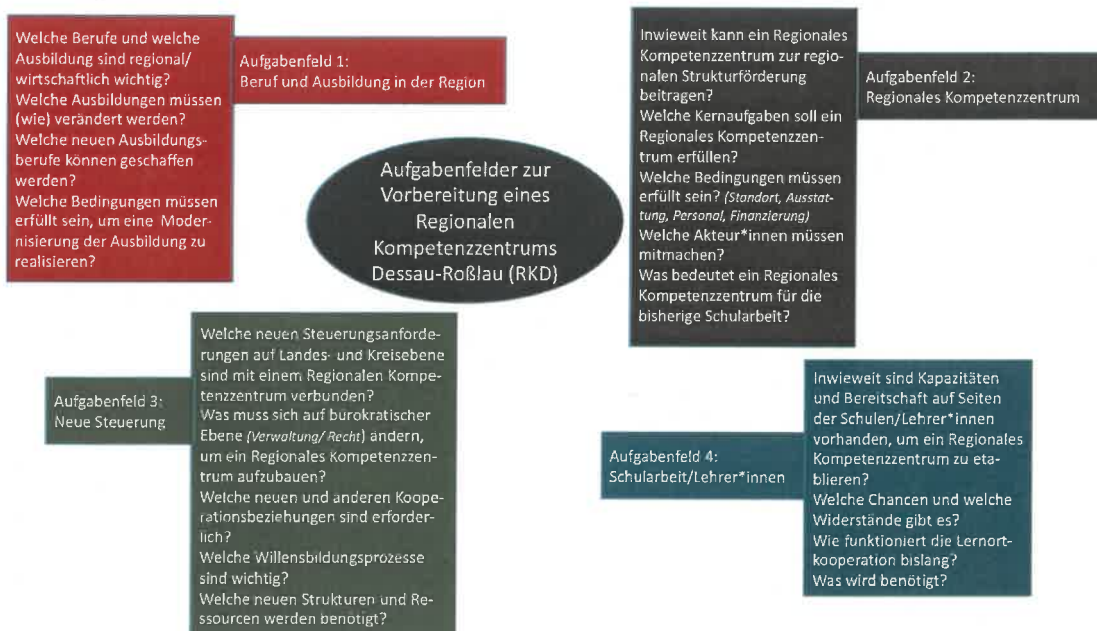 Welche Berufe und welche
Ausbildung sind regional/
wirtschaftlich wichtig?
Welche Ausbildungen müssen
(wie) verändert werden?
Welche neuen Ausbildungs-
berufe können geschaffen
werden?
Welche Bedingungen müssen
erfüllt sein, um eine Moder-
nisierung der Ausbildung zu
realisieren?
Aufgabenfeld 1:
Beruf und Ausbildung in der Region
Inwieweit kann ein Regionales
Kompetenzzentrum zur regio-
nalen Strukturförderung
beitragen?
Welche Kernaufgaben soll ein
Regionales Kompetenzzen-
trum erfüllen?
Welche Bedingungen müssen
erfüllt sein? (Standort, Ausstat-
tung, Personal, Finanzierung)
Welche Akteur*innen müssen
mitmachen?
Was bedeutet ein Regionales
Kompetenzzentrum für die
bisherige Schularbeit?
Aufgabenfeld 2:
Regionales Kompetenzzentrum
Aufgabenfelder zur
Vorbereitung eines
Regionalen
Kompetenzzentrums
Dessau-Roßlau (RKD)
Aufgabenfeld 3:
Neue Steuerung
Welche neuen Steuerungsanforde-
rungen auf Landes- und Kreisebene
sind mit einem Regionalen Kompe-
tenzzentrum verbunden?
Was muss sich auf bürokratischer
Ebene (Verwaltung/ Recht) ändern,
um ein Regionales Kompetenzzen-
trum aufzubauen?
Welche neuen und anderen Koope-
rationsbeziehungen sind erforder-
lich?
Welche Willensbildungsprozesse
sind wichtig?
Welche neuen Strukturen und Re-
ssourcen werden benötigt?
Aufgabenfeld 4:
Schularbeit/Lehrer*innen
Inwieweit sind Kapazitäten
und Bereitschaft auf Seiten
der Schulen/Lehrer*innen
vorhanden, um ein Regionales
Kompetenzzentrum zu eta-
blieren?
Welche Chancen und welche
Widerstände gibt es?
Wie funktioniert die Lernort-
kooperation bislang?
Was wird benötigt?